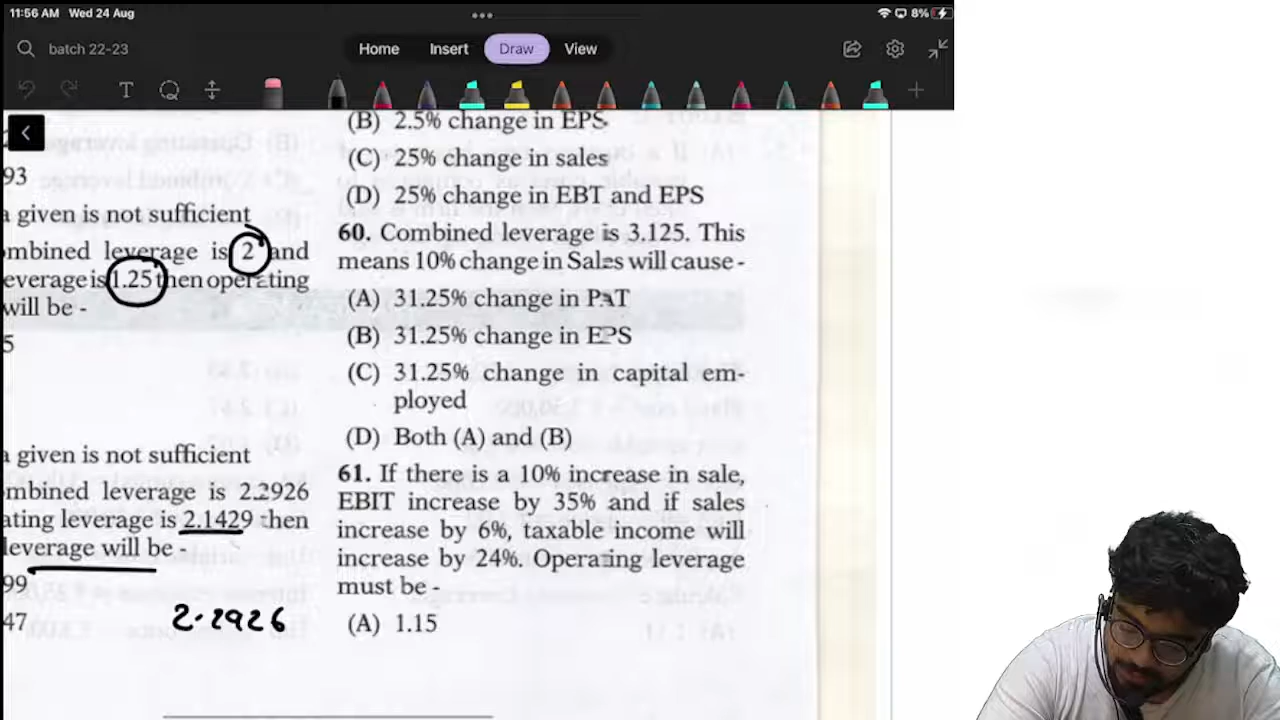 11:56 AM Wed 24 Aug
8%
batch 22-23
Home Insert Draw View
T
93
a given is not sufficient
ombined leverage is 2 and
everage is 1.25 then operating
will be -
5
a given is not sufficient
ombined leverage is 2.2926
ating leverage is 2.1429 then
leverage will be -
99
47
2.2926
(B) 2.5% change in EPS
(C) 25% change in sales
(D) 25% change in EBT and EPS
60. Combined leverage is 3.125. This
means 10% change in Sales will cause -
(A) 31.25% change in PAT
(B) 31.25% change in EPS
(C) 31.25% change in capital em-
ployed
(D) Both (A) and (B)
61. If there is a 10% increase in sale,
EBIT increase by 35% and if sales
increase by 6%, taxable income will
increase by 24%. Operating leverage
must be -
(A) 1.15